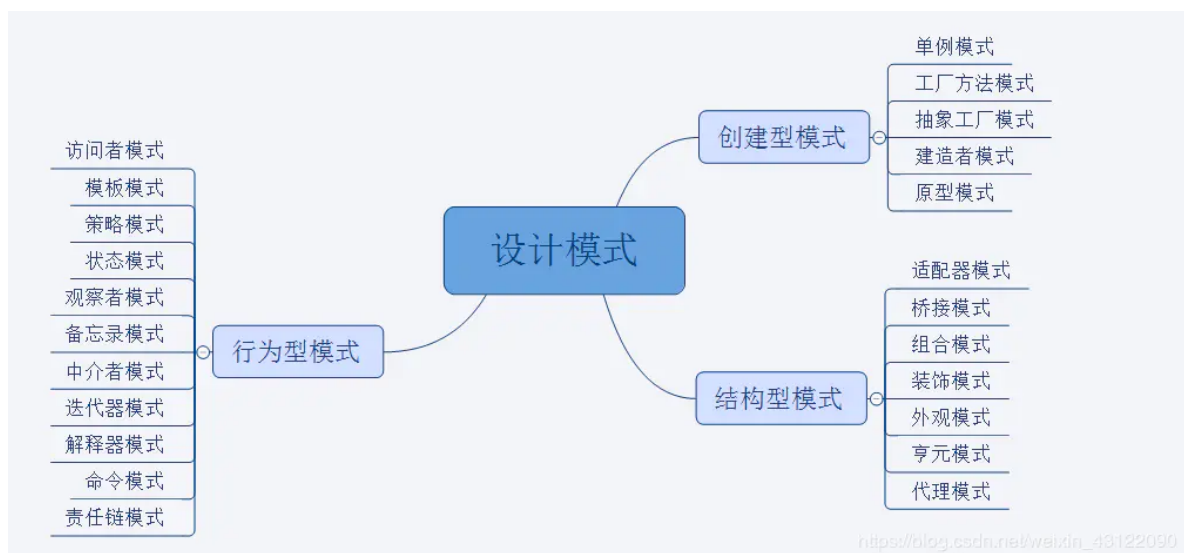 设计模式
创建型模式
单例模式
工厂方法模式
抽象工厂模式
建造者模式
原型模式
结构型模式
适配器模式
桥接模式
组合模式
装饰模式
外观模式
亨元模式
代理模式
行为型模式
访问者模式
模板模式
策略模式
状态模式
观察者模式
备忘录模式
中介者模式
迭代器模式
解释器模式
命令模式
责任链模式
https://blog.csdn.net/weixin_43122090